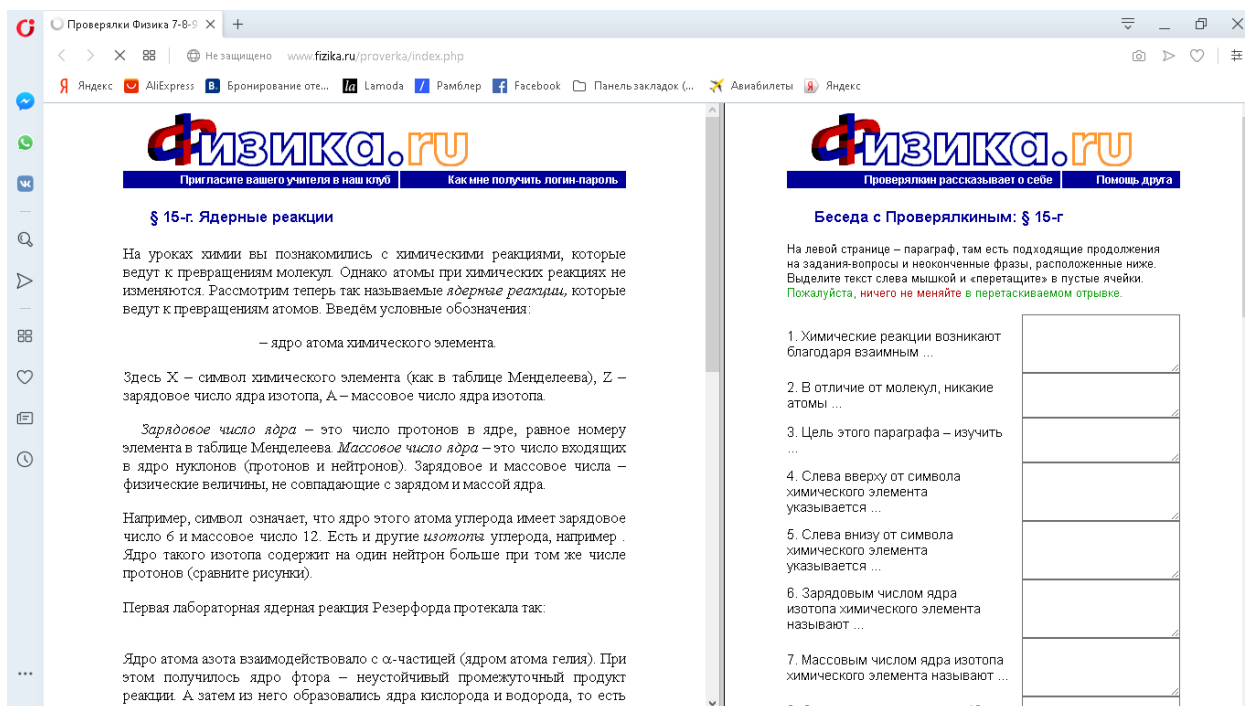 Проверялки Физика 7-8-9
Не защищено www.fizika.ru/proverka/index.php
Яндекс AliExpress B. Бронирование оте... la Lamoda Рамблер Facebook Панель закладок (... Авиабилеты Яндекс
Физика.ru
Пригласите вашего учителя в наш клуб Как мне получить логин-пароль
§ 15-г. Ядерные реакции
На уроках химии вы познакомились с химическими реакциями, которые
ведут к превращениям молекул. Однако атомы при химических реакциях не
изменяются. Рассмотрим теперь так называемые ядерные реакции, которые
ведут к превращениям атомов. Введём условные обозначения:
– ядро атома химического элемента.
Здесь X – символ химического элемента (как в таблице Менделеева), Z –
зарядовое число ядра изотопа, A – массовое число ядра изотопа.
Зарядовое число ядра – это число протонов в ядре, равное номеру
элемента в таблице Менделеева. Массовое число ядра – это число входящих
в ядро нуклонов (протонов и нейтронов). Зарядовое и массовое числа –
физические величины, не совпадающие с зарядом и массой ядра.
Например, символ означает, что ядро этого атома углерода имеет зарядовое
число 6 и массовое число 12. Есть и другие изотопы углерода, например .
Ядро такого изотопа содержит на один нейтрон больше при том же числе
протонов (сравните рисунки).
Первая лабораторная ядерная реакция Резерфорда протекала так:
Ядро атома азота взаимодействовало с α-частицей (ядром атома гелия). При
этом получилось ядро фтора – неустойчивый промежуточный продукт
реакции. А затем из него образовались ядра кислорода и водорода, то есть
Физика.ru
Проверялкин рассказывает о себе Помощь друга
Беседа с Проверялкиным: § 15-г
На левой странице – параграф, там есть подходящие продолжения
на задания-вопросы и неоконченные фразы, расположенные ниже.
Выделите текст слева мышкой и «перетащите» в пустые ячейки.
Пожалуйста, ничего не меняйте в перетаскиваемом отрывке.
1. Химические реакции возникают
благодаря взаимным ...
2. В отличие от молекул, никакие
атомы ...
3. Цель этого параграфа – изучить
...
4. Слева вверху от символа
химического элемента
указывается ...
5. Слева внизу от символа
химического элемента
указывается ...
6. Зарядовым числом ядра
изотопа химического элемента
называют ...
7. Массовым числом ядра изотопа
химического элемента называют ...